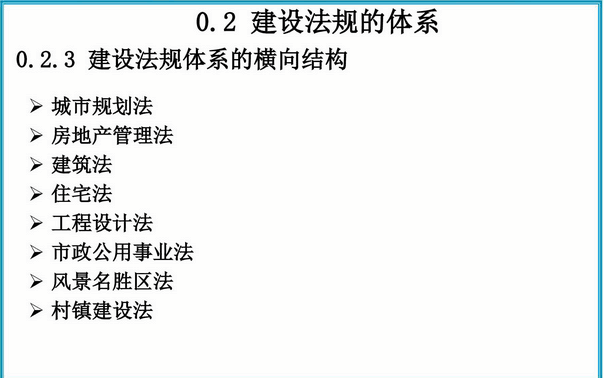 0.2 建设法规的体系
0.2.3 建设法规体系的横向结构
➢ 城市规划法
➢ 房地产管理法
➢ 建筑法
➢ 住宅法
➢ 工程设计法
➢ 市政公用事业法
➢ 风景名胜区法
➢ 村镇建设法